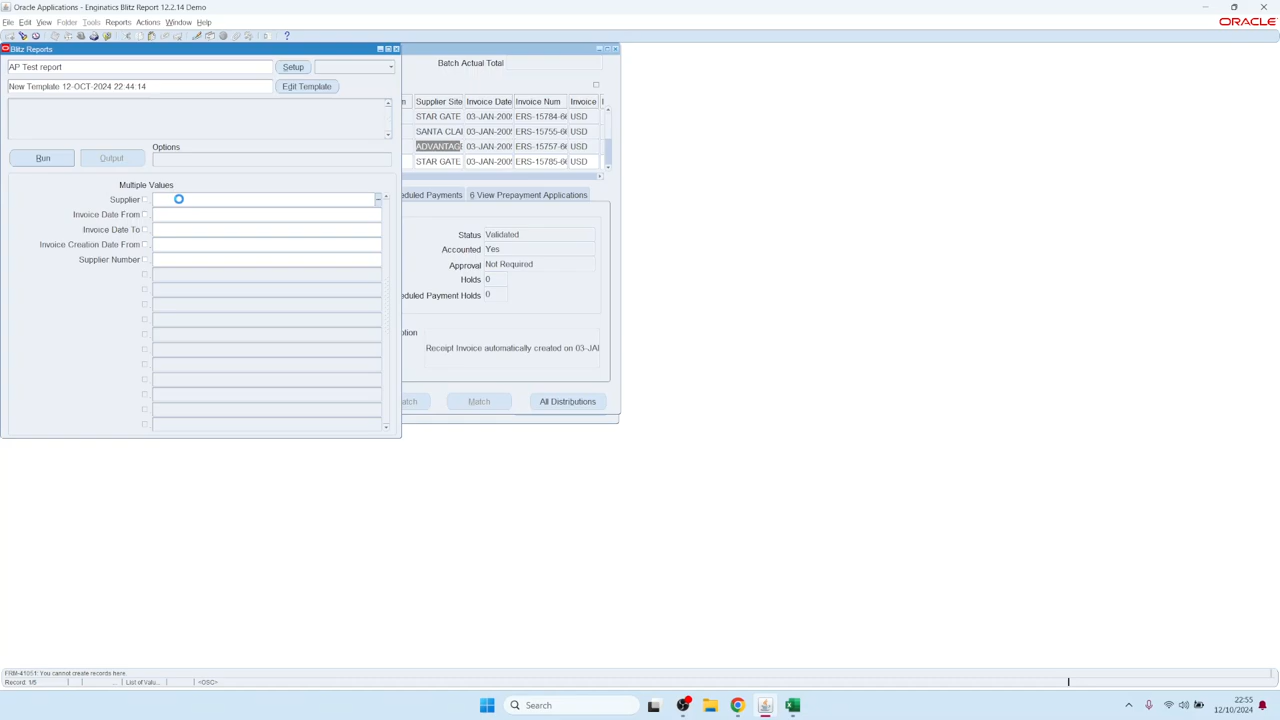 Oracle Applications - Enginatics Blitz Report 12.2.14 Demo
File Edit View Folder Tools Reports Actions Window Help
ORACLE
Blitz Reports
AP Test report
Setup
New Template 12-OCT-2024 22:44:14
Edit Template
Options
Run
Output
Multiple Values
Supplier
Invoice Date From
Invoice Date To
Invoice Creation Date From
Supplier Number
Batch Actual Total
Supplier Site Invoice Date Invoice Num Invoice
STAR GATE 03-JAN-2005 ERS-15784-6
SANTA CLA 03-JAN-2005 ERS-15755-6
ADVANTAG 03-JAN-2005 ERS-15757-6
STAR GATE 03-JAN-2005 ERS-15785-6
USD
USD
USD
USD
eduled Payments
6 View Prepayment Applications
Status Validated
Accounted Yes
Approval Not Required
Holds 0
eduled Payment Holds 0
ption
Receipt Invoice automatically created on 03-JAN
atch
Match
All Distributions
FRM-41051: You cannot create records here.
Record: 1/5
...
List of Valu...
<OSC>
Search
22:55
12/10/2024